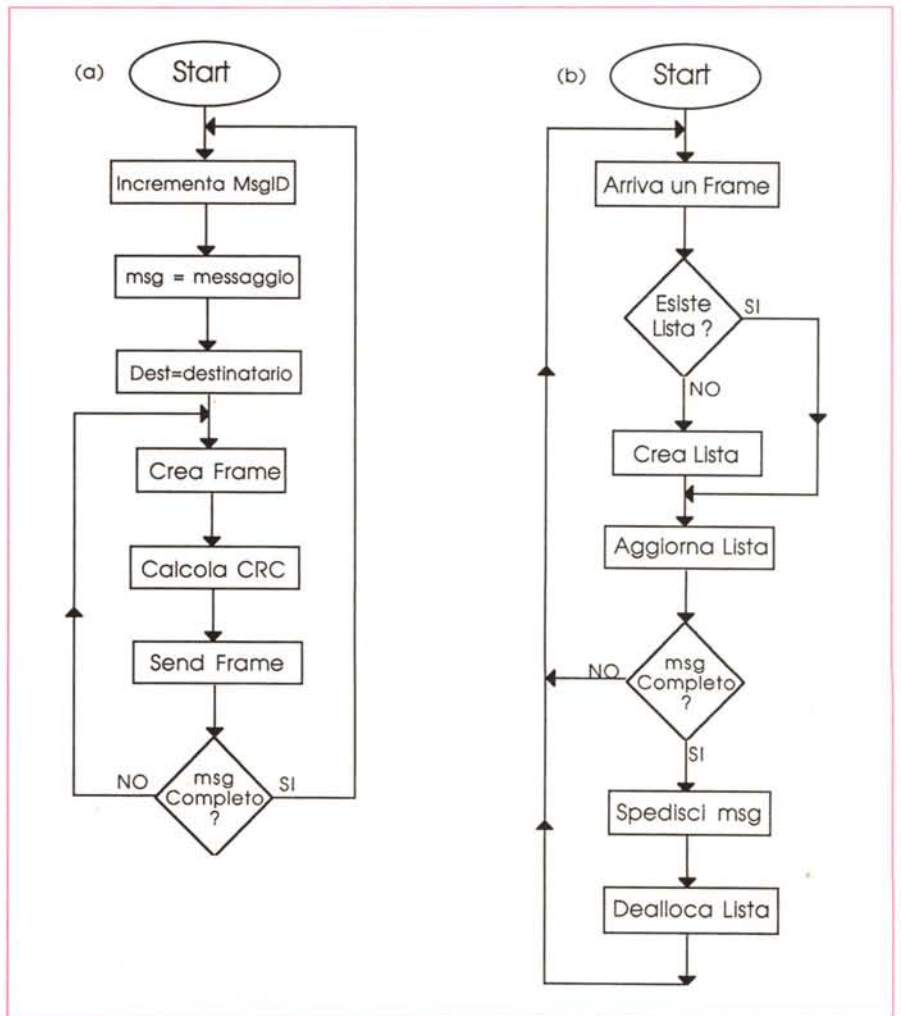 (a)
Start
Incrementa MsgID
msg = messaggio
Dest=destinatario
Crea Frame
Calcola CRC
Send Frame
NO
msg
Completo
?
SI
(b)
Start
Arriva un Frame
Esiste
Lista ?
SI
NO
Crea Lista
Aggiorna Lista
NO
msg
Completo
?
SI
Spedisci msg
Dealloca Lista